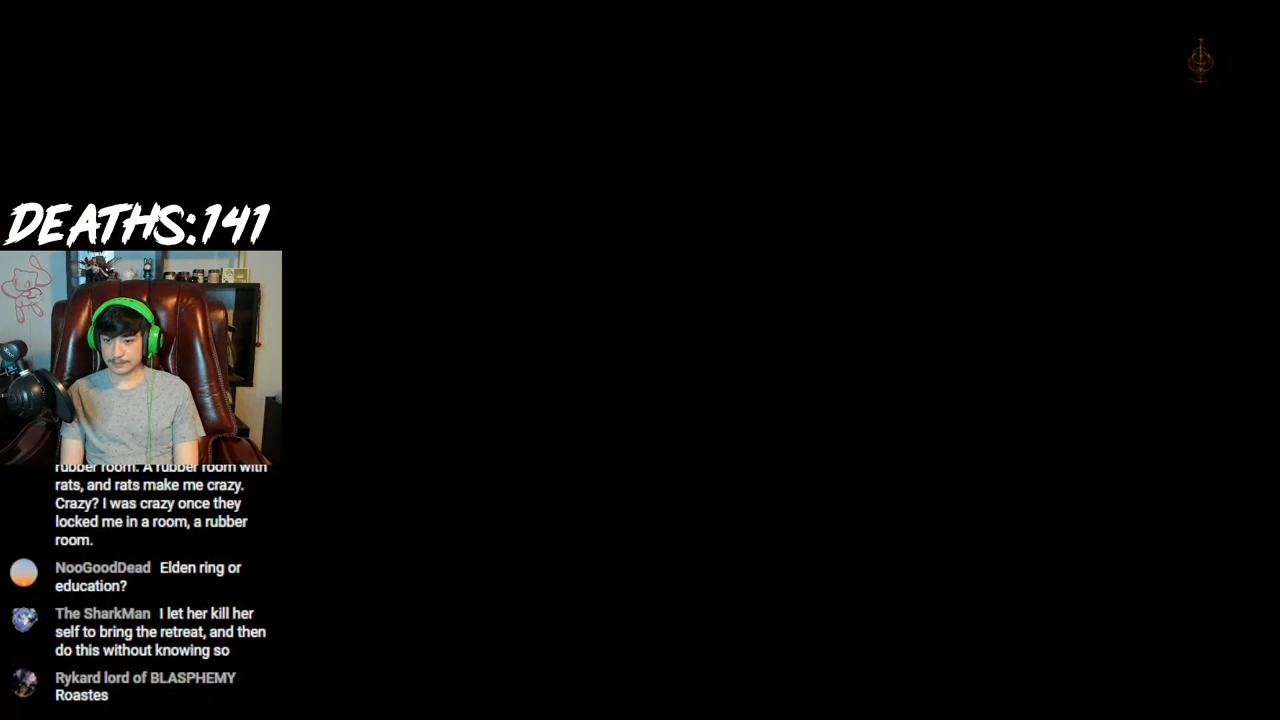 DEATHS:141
rubber room. A rubber room with
rats, and rats make me crazy.
Crazy? I was crazy once they
locked me in a room, a rubber
room.
NooGoodDead Elden ring or
education?
The SharkMan I let her kill her
self to bring the retreat, and then
do this without knowing so
Rykard lord of BLASPHEMY
Roastes